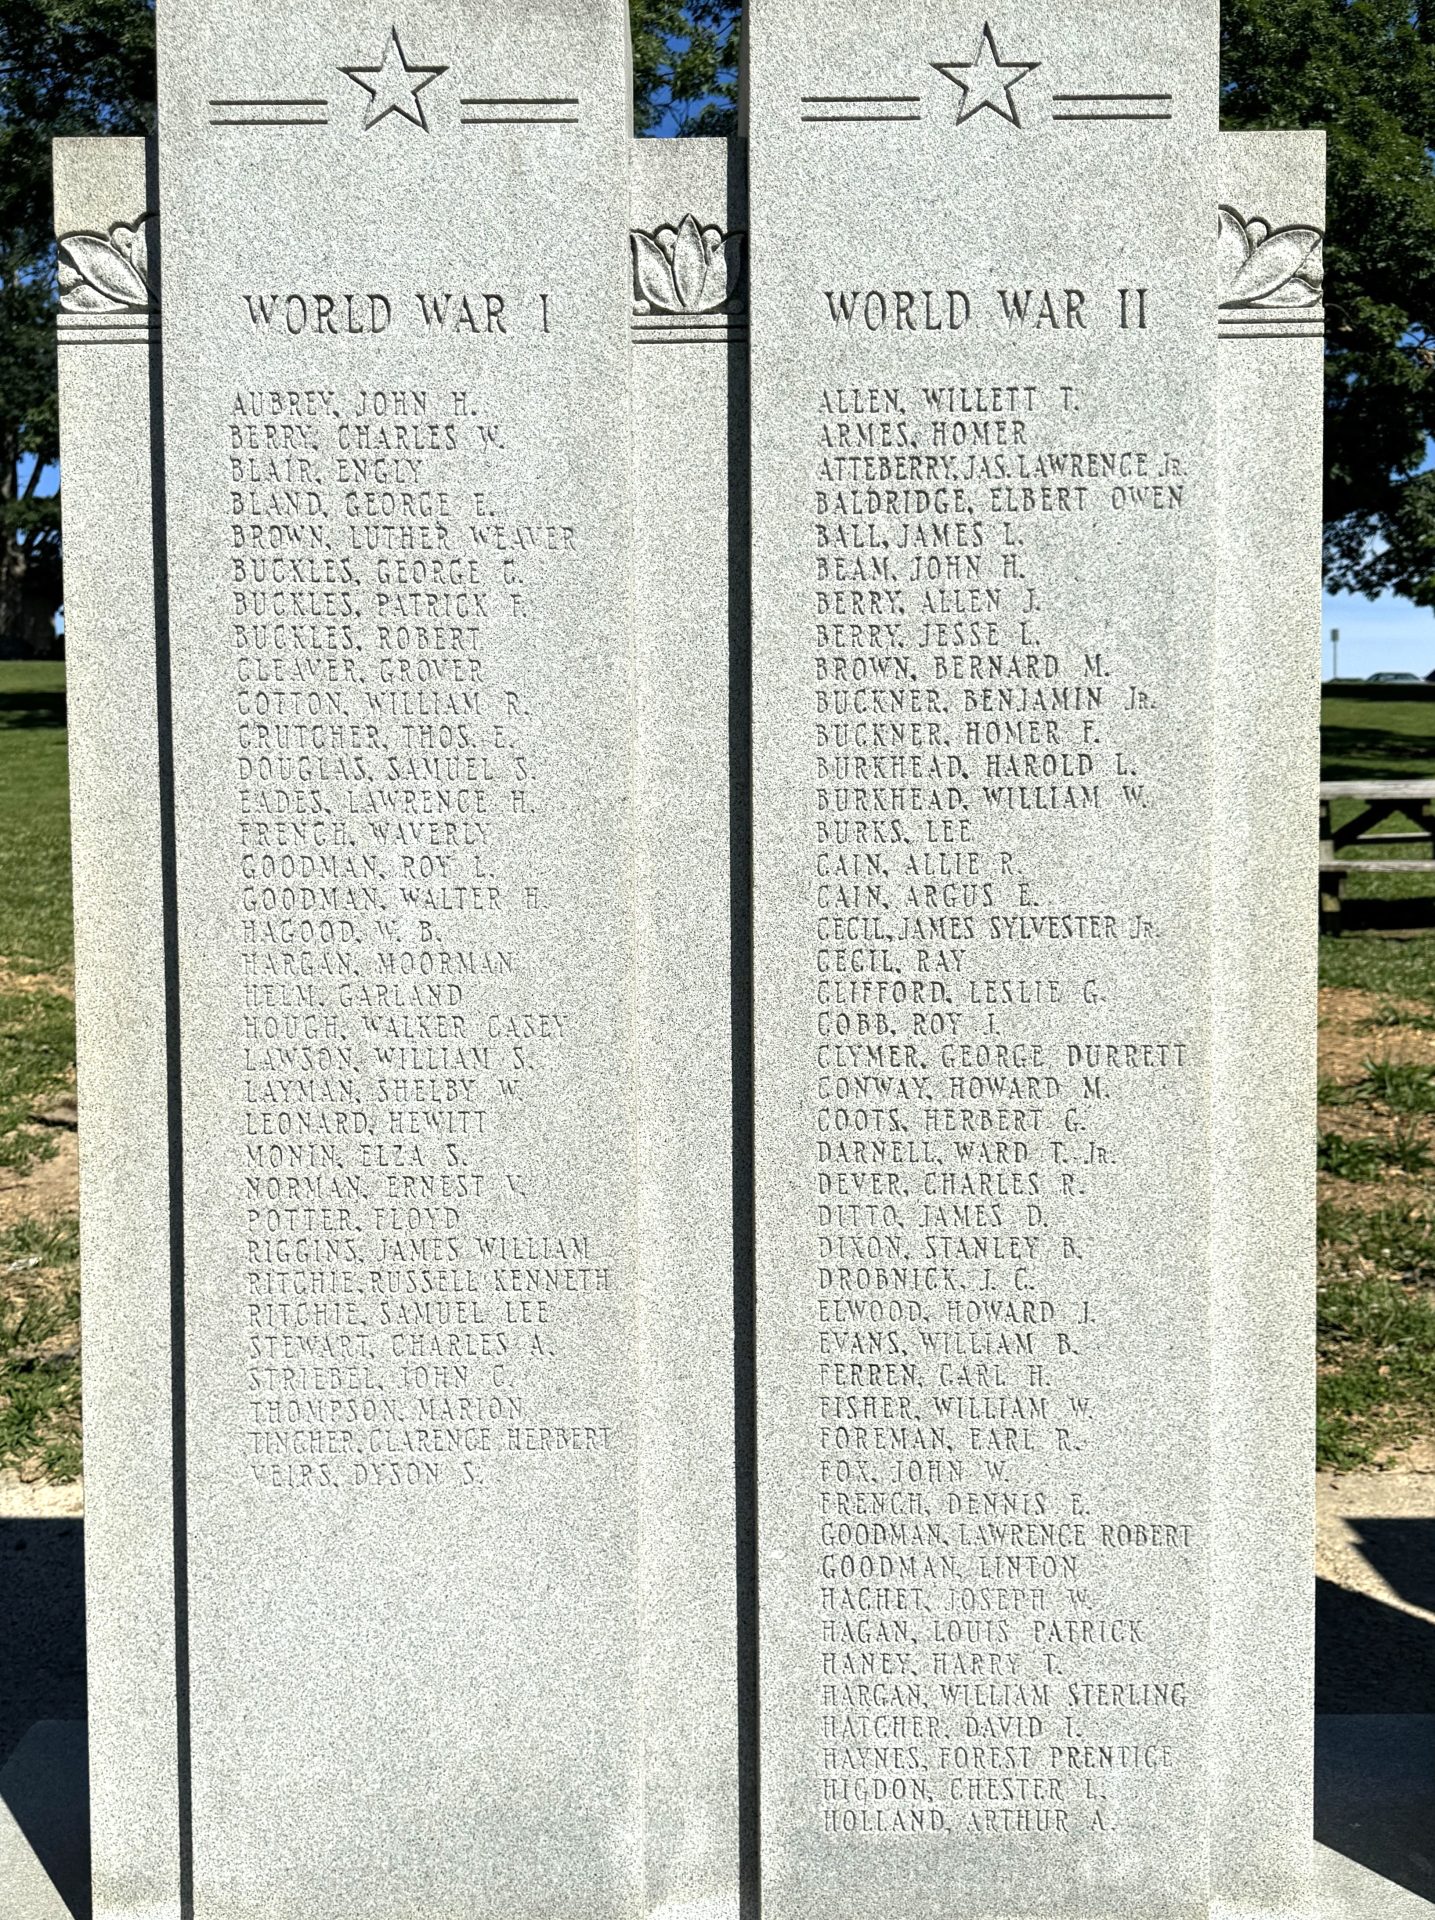 WORLD WAR I
AUBREY, JOHN H.
BERRY, CHARLES W.
BLAIR, ENGLY
BLAND, GEORGE E.
BROWN, LUTHER WEAVER
BUCKLES, GEORGE C.
BUCKLES, PATRICK F.
BUCKLES, ROBERT
CLEAVER, GROVER
COTTON, WILLIAM R.
CRUTCHER, THOS. E.
DOUGLAS, SAMUEL S.
EADES, LAWRENCE H.
FRENCH, WAVERLY
GOODMAN, ROY L.
GOODMAN, WALTER H.
HAGOOD, W. B.
HARGAN, MOORMAN
HELM, GARLAND
HOUGH, WALKER CASEY
LAWSON, WILLIAM S.
LAYMAN, SHELBY W.
LEONARD, HEWITT
MONIN, ELZA S.
NORMAN, ERNEST V.
POTTER, FLOYD
RIGGINS, JAMES WILLIAM
RITCHIE, RUSSELL KENNETH
RITCHIE, SAMUEL LEE
STEWART, CHARLES A.
STRIEBEL, JOHN C.
THOMPSON, MARION
TINCHER, CLARENCE HERBERT
VEIRS, DYSON S.
WORLD WAR II
ALLEN, WILLETT T.
ARMES, HOMER
ATTEBERRY, JAS. LAWRENCE JR.
BALDRIDGE, ELBERT OWEN
BALL, JAMES L.
BEAM, JOHN H.
BERRY, ALLEN J.
BERRY, JESSE L.
BROWN, BERNARD M.
BUCKNER, BENJAMIN JR.
BUCKNER, HOMER F.
BURKHEAD, HAROLD L.
BURKHEAD, WILLIAM W.
BURKS, LEE
CAIN, ALLIE R.
CAIN, ARGUS E.
CECIL, JAMES SYLVESTER JR.
CECIL, RAY
CLIFFORD, LESLIE G.
COBB, ROY J.
CLYMER, GEORGE DURRETT
CONWAY, HOWARD M.
COOTS, HERBERT G.
DARNELL, WARD T. JR.
DEVER, CHARLES R.
DITTO, JAMES D.
DIXON, STANLEY B.
DROBNICK, J. C.
ELWOOD, HOWARD J.
EVANS, WILLIAM B.
FERREN, CARL H.
FISHER, WILLIAM W.
FOREMAN, EARL R.
FOX, JOHN W.
FRENCH, DENNIS E.
GOODMAN, LAWRENCE ROBERT
GOODMAN, LINTON
HACHET, JOSEPH W.
HAGAN, LOUIS PATRICK
HANEY, HARRY T.
HARGAN, WILLIAM STERLING
HATCHER, DAVID I.
HAYNES, FOREST PRENTICE
HIGDON, CHESTER L.
HOLLAND, ARTHUR A.